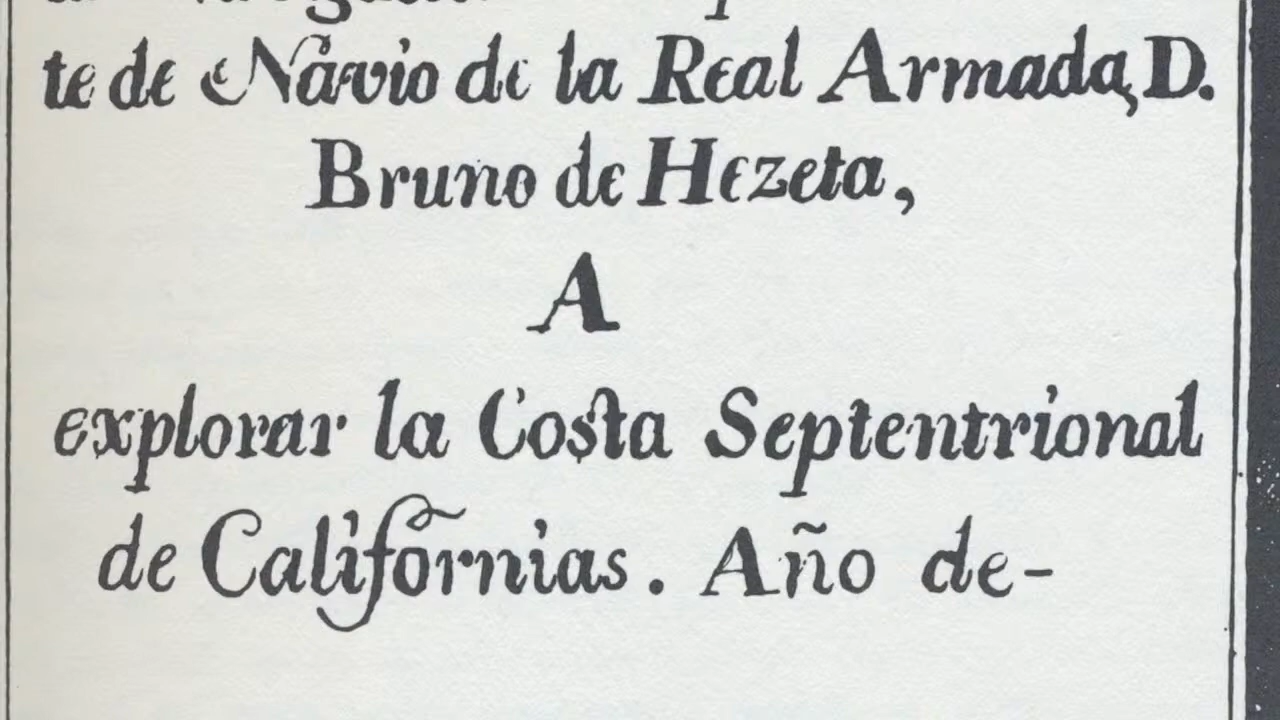 te de Navio de la Real Armada, D.
Bruno de Hezeta,
A
explorar la Costa Septentrional
de Californias. Año de-